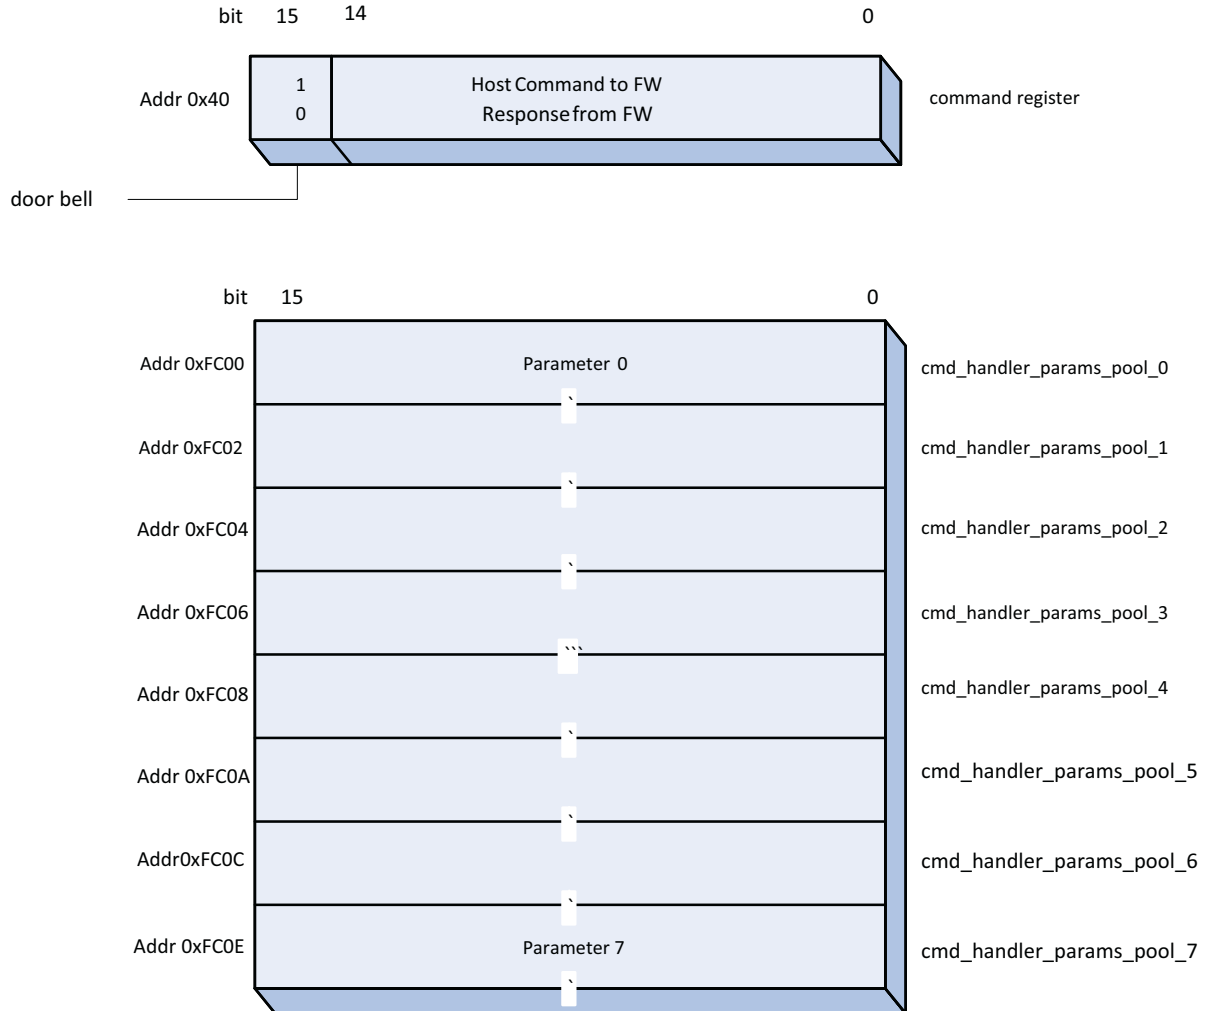 bit 15 14 0
Addr 0x40 1 Host Command to FW command register
0 Response from FW
door bell
bit 15 0
Addr 0xFC00 Parameter 0 cmd_handler_params_pool_0
`
Addr 0xFC02 cmd_handler_params_pool_1
`
Addr 0xFC04 cmd_handler_params_pool_2
`
Addr 0xFC06 cmd_handler_params_pool_3
```
Addr 0xFC08 cmd_handler_params_pool_4
`
Addr 0xFC0A cmd_handler_params_pool_5
`
Addr0xFC0C cmd_handler_params_pool_6
`
Addr 0xFC0E Parameter 7 cmd_handler_params_pool_7
`